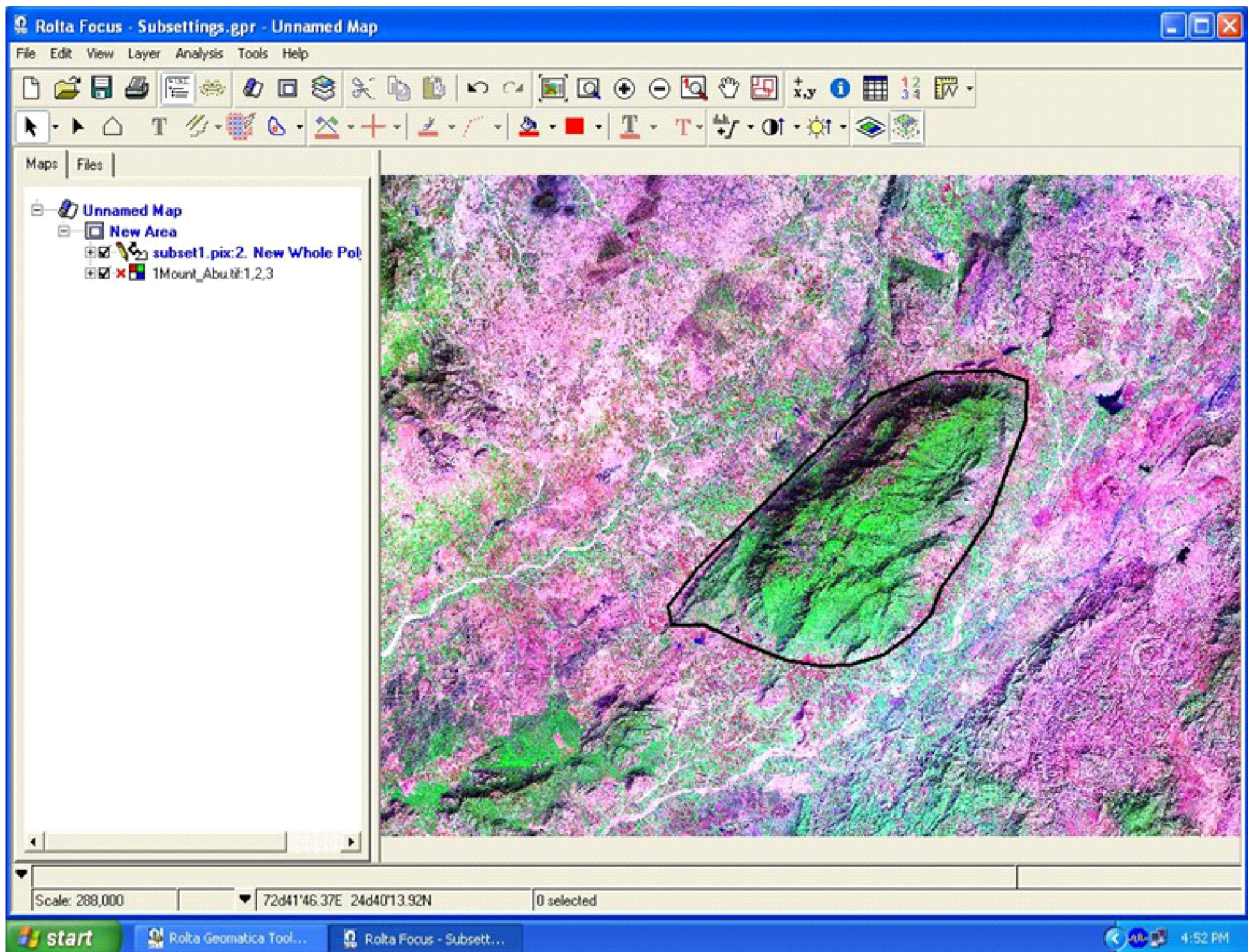 Rolta Focus - Subsettings.gpr - Unnamed Map
File Edit View Layer Analysis Tools Help
Maps Files
Unnamed Map
New Area
subset1.pix:2. New Whole Pol
1Mount_Abu.tif:1,2,3
Scale: 288,000
72d41'46.37E 24d40'13.92N
0 selected
start
Rolta Geomatica Tool...
Rolta Focus - Subsett...
4:52 PM